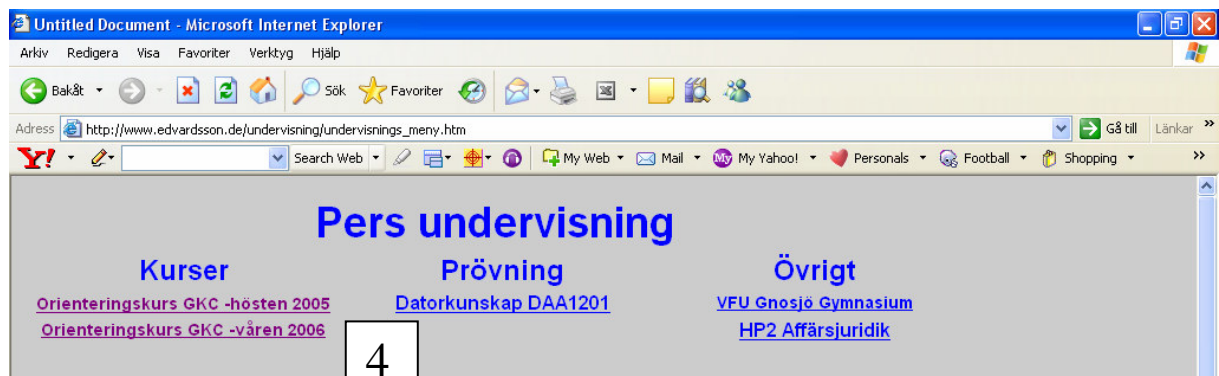 Untitled Document - Microsoft Internet Explorer
Arkiv Redigera Visa Favoriter Verktyg Hjälp
Bakåt Sök Favoriter
Adress http://www.edvardsson.de/undervisning/undervisnings_meny.htm Gå till Länkar »
Y! Search Web My Web Mail My My Yahoo! Personals Football Shopping »
Pers undervisning
Kurser Prövning Övrigt
Orienteringskurs GKC -hösten 2005 Datorkunskap DAA1201 VFU Gnosjö Gymnasium
Orienteringskurs GKC -våren 2006 HP2 Affärsjuridik
4